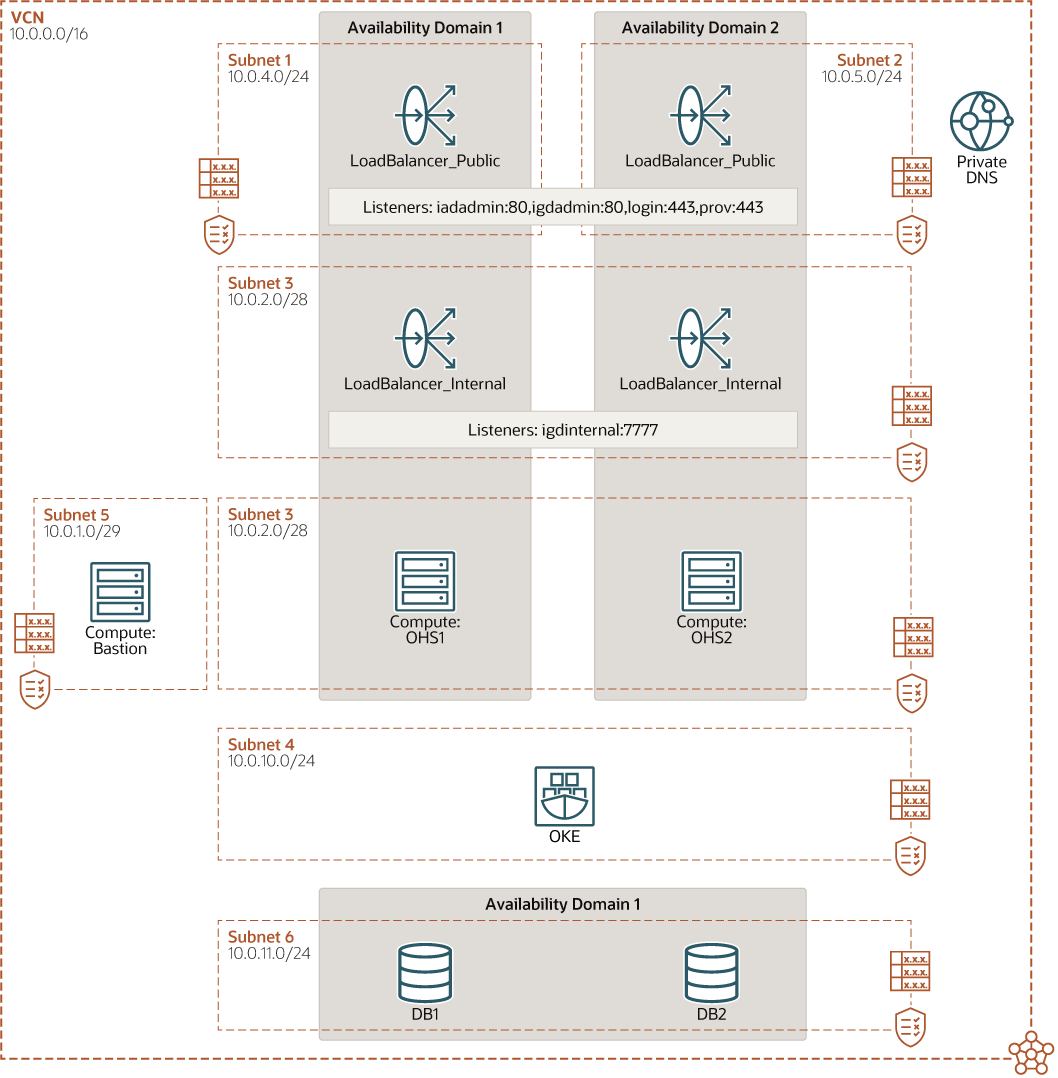 VCN
10.0.0.0/16
Availability Domain 1
Availability Domain 2
Subnet 1
10.0.4.0/24
Subnet 2
10.0.5.0/24
LoadBalancer_Public
LoadBalancer_Public
Private
DNS
x.x.x.
x.x.x.
x.x.x.
x.x.x.
x.x.x.
x.x.x.
Listeners: iadadmin:80,igdadmin:80,login:443,prov:443
Subnet 3
10.0.2.0/28
LoadBalancer_Internal
LoadBalancer_Internal
x.x.x.
x.x.x.
x.x.x.
Listeners: igdinternal:7777
Subnet 5
10.0.1.0/29
Subnet 3
10.0.2.0/28
Compute:
Bastion
Compute:
OHS1
Compute:
OHS2
x.x.x.
x.x.x.
x.x.x.
x.x.x.
x.x.x.
x.x.x.
Subnet 4
10.0.10.0/24
OKE
x.x.x.
x.x.x.
x.x.x.
Availability Domain 1
Subnet 6
10.0.11.0/24
DB1
DB2
x.x.x.
x.x.x.
x.x.x.